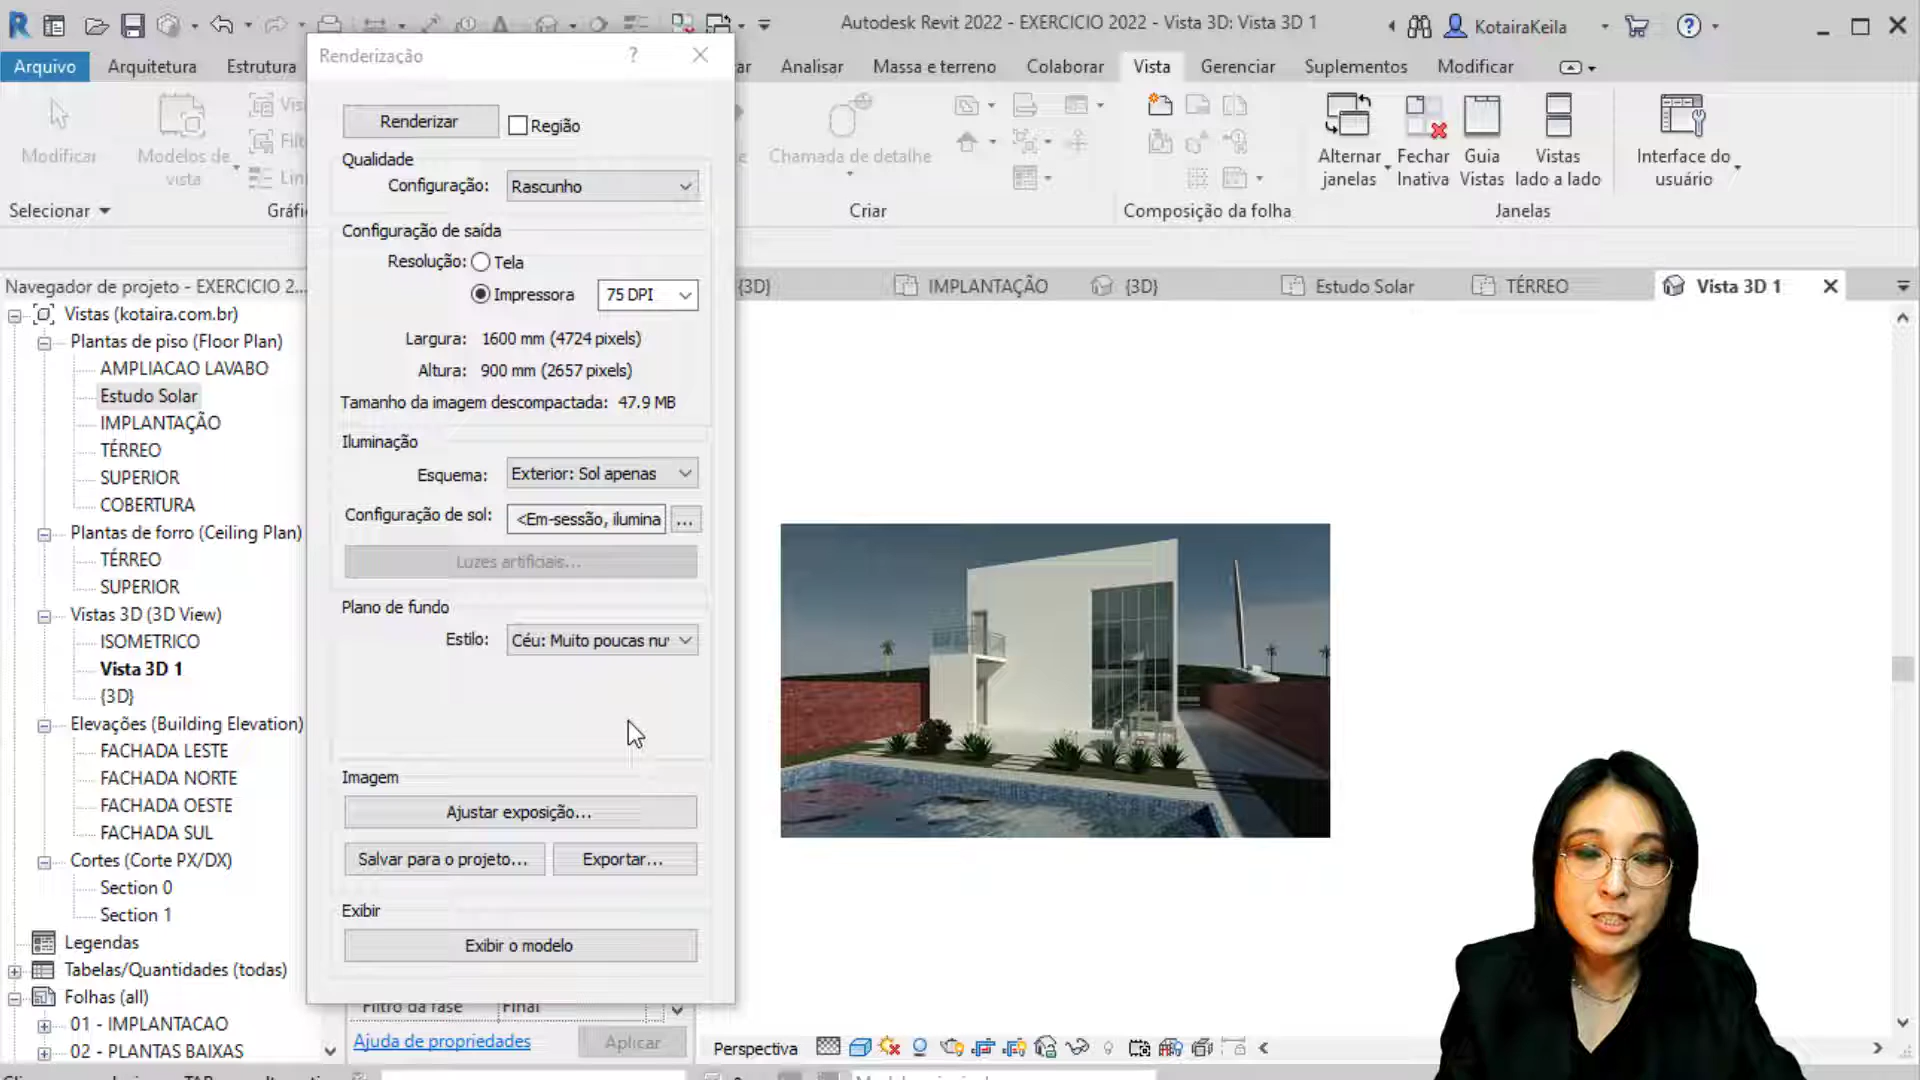 Autodesk Revit 2022 - EXERCICIO 2022 - Vista 3D: Vista 3D 1
KotairaKeila
Arquivo
Arquitetura
Estrutura
Analisar
Massa e terreno
Colaborar
Vista
Gerenciar
Suplementos
Modificar
Modificar
Modelos de
vista
Chamada de detalhe
Alternar
janelas
Fechar
Inativa
Guia
Vistas
Vistas
lado a lado
Interface do
usuário
Selecionar
Criar
Composição da folha
Janelas
Renderização
?
Renderizar
Região
Qualidade
Configuração:
Rascunho
Configuração de saída
Resolução:
Tela
Impressora
75 DPI
Largura: 1600 mm (4724 pixels)
Altura: 900 mm (2657 pixels)
Tamanho da imagem descompactada: 47.9 MB
Iluminação
Esquema:
Exterior: Sol apenas
Configuração de sol:
<Em-sessão, ilumina
...
Luzes artificiais...
Plano de fundo
Estilo:
Céu: Muito poucas nu
Imagem
Ajustar exposição...
Salvar para o projeto...
Exportar...
Exibir
Exibir o modelo
Navegador de projeto - EXERCICIO 2...
Vistas (kotaira.com.br)
Plantas de piso (Floor Plan)
AMPLIACAO LAVABO
Estudo Solar
IMPLANTAÇÃO
TÉRREO
SUPERIOR
COBERTURA
Plantas de forro (Ceiling Plan)
TÉRREO
SUPERIOR
Vistas 3D (3D View)
ISOMETRICO
Vista 3D 1
{3D}
Elevações (Building Elevation)
FACHADA LESTE
FACHADA NORTE
FACHADA OESTE
FACHADA SUL
Cortes (Corte PX/DX)
Section 0
Section 1
Legendas
Tabelas/Quantidades (todas)
Folhas (all)
01 - IMPLANTACAO
02 - PLANTAS BAIXAS
{3D}
IMPLANTAÇÃO
{3D}
Estudo Solar
TÉRREO
Vista 3D 1
Filtro da fase
Final
Ajuda de propriedades
Aplicar
Perspectiva